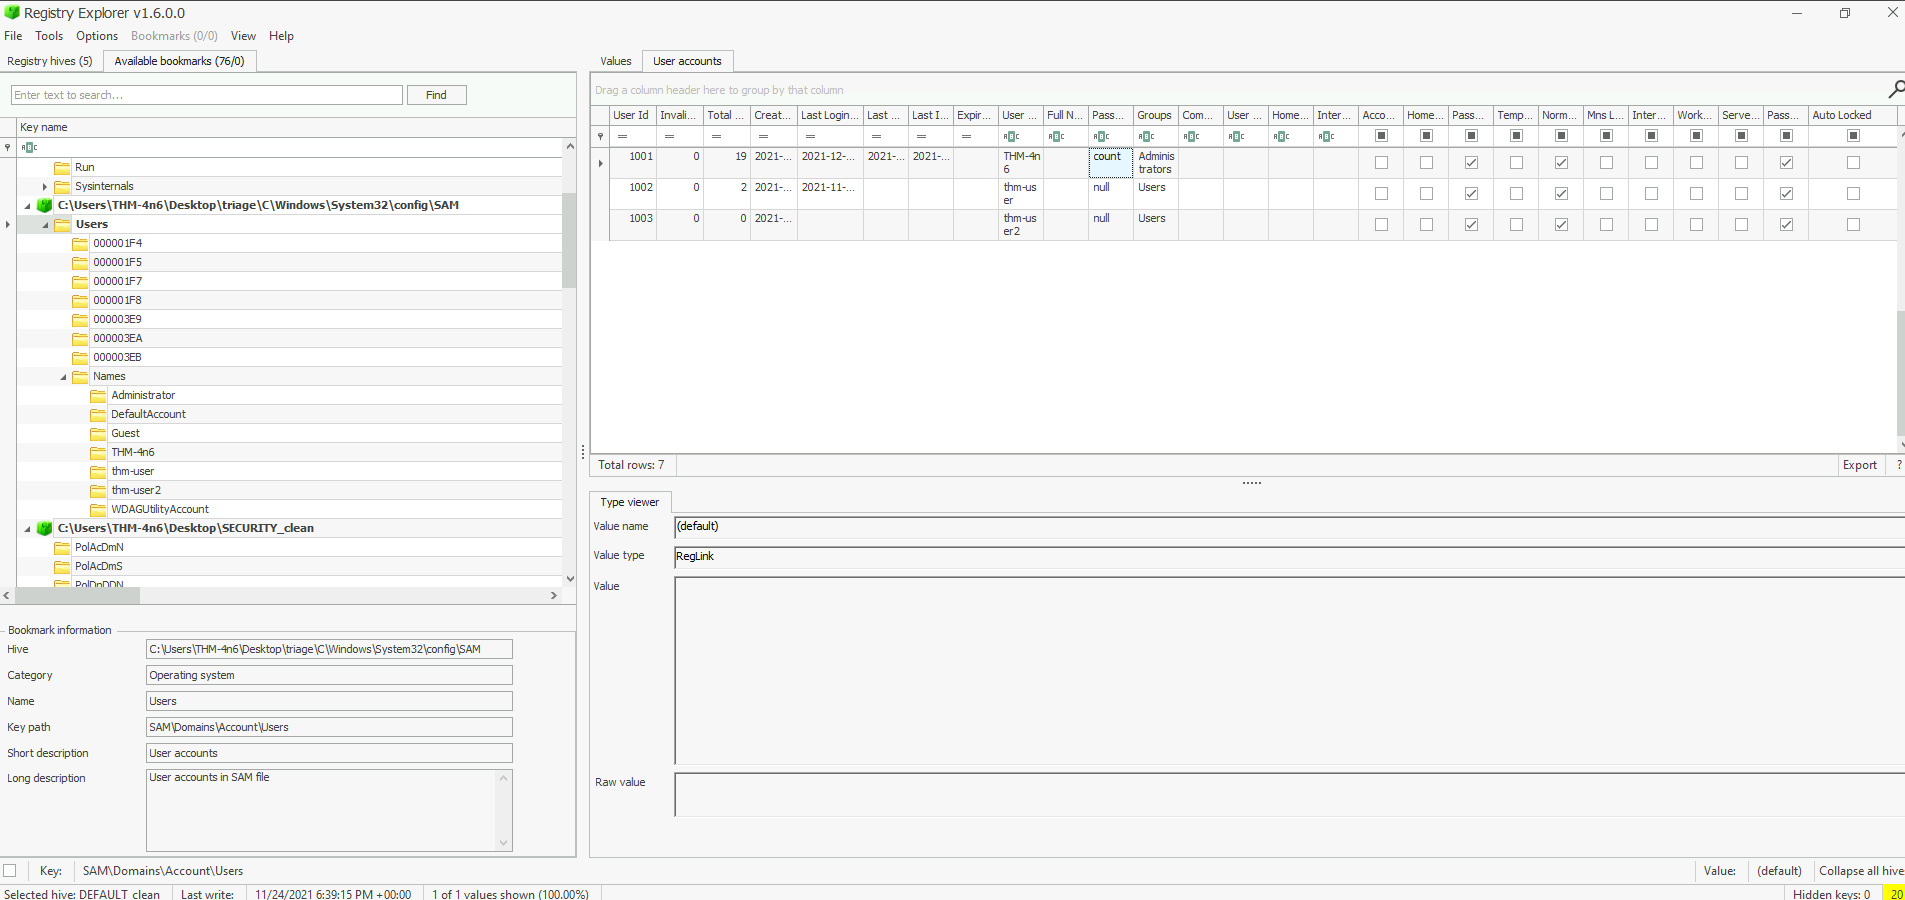 Registry Explorer v1.6.0.0
File Tools Options Bookmarks (0/0) View Help
Registry hives (5) Available bookmarks (76/0)
Enter text to search... Find
Key name
Run
Sysinternals
C:\Users\THM-4n6\Desktop\triage\C\Windows\System32\config\SAM
Users
000001F4
000001F5
000001F7
000001F8
000003E9
000003EA
000003EB
Names
Administrator
DefaultAccount
Guest
THM-4n6
thm-user
thm-user2
WDAGUtilityAccount
C:\Users\THM-4n6\Desktop\SECURITY_clean
PolAcDmN
PolAcDmS
PolDnDDN
Bookmark information
Hive C:\Users\THM-4n6\Desktop\triage\C\Windows\System32\config\SAM
Category Operating system
Name Users
Key path SAM\Domains\Account\Users
Short description User accounts
Long description User accounts in SAM file
Values User accounts
Drag a column header here to group by that column
User Id Invali... Total ... Creat... Last Login... Last ... Last I... Expir... User ... Full N... Pass... Groups Com... User ... Home... Inter... Acco... Home... Pass... Temp... Norm... Mns L... Inter... Work... Serve... Pass... Auto Locked
1001 0 19 2021-... 2021-12-... 2021-... 2021-... THM-4n count Adminis
6 trators
1002 0 2 2021-... 2021-11-... thm-us null Users
er
1003 0 0 2021-... thm-us null Users
er2
Total rows: 7 Export ?
Type viewer
Value name (default)
Value type RegLink
Value
Raw value
Key: SAM\Domains\Account\Users Value: (default) Collapse all hive
Selected hive: DEFAULT_clean Last write: 11/24/2021 6:39:15 PM +00:00 1 of 1 values shown (100.00%) Hidden keys: 0 20